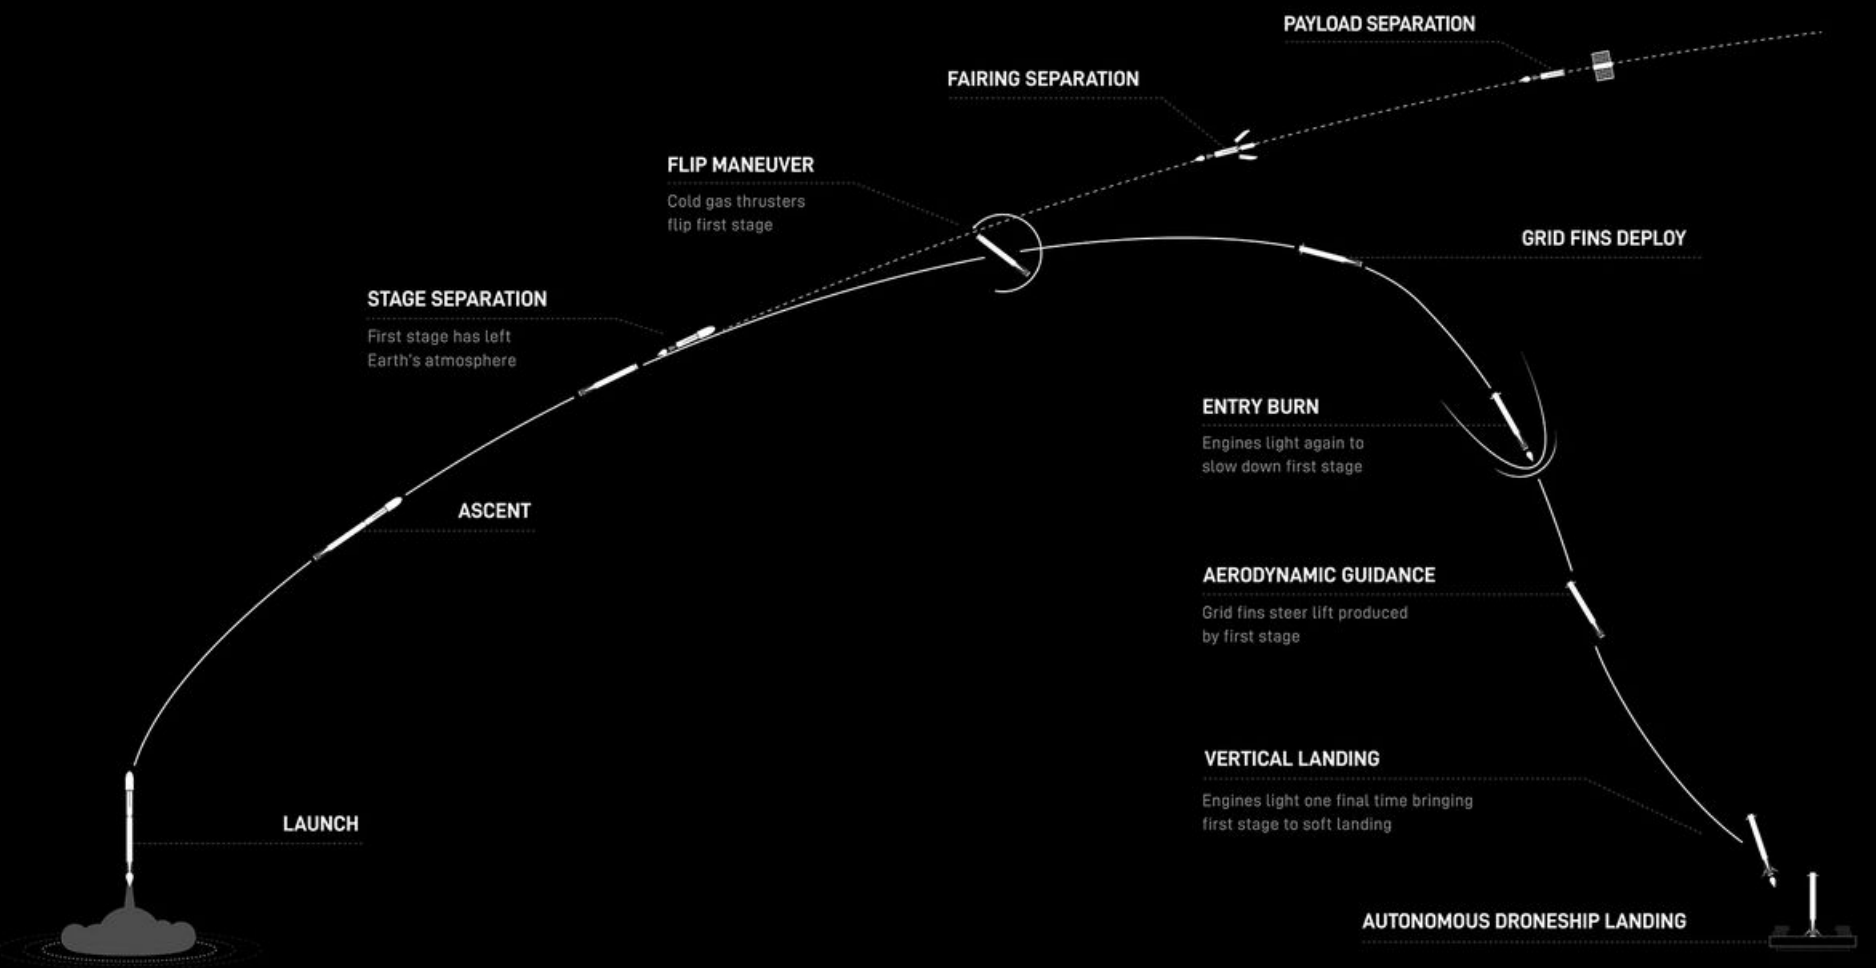 PAYLOAD SEPARATION
FAIRING SEPARATION
FLIP MANEUVER
Cold gas thrusters
flip first stage
GRID FINS DEPLOY
STAGE SEPARATION
First stage has left
Earth's atmosphere
ENTRY BURN
Engines light again to
slow down first stage
ASCENT
AERODYNAMIC GUIDANCE
Grid fins steer lift produced
by first stage
VERTICAL LANDING
Engines light one final time bringing
first stage to soft landing
LAUNCH
AUTONOMOUS DRONESHIP LANDING